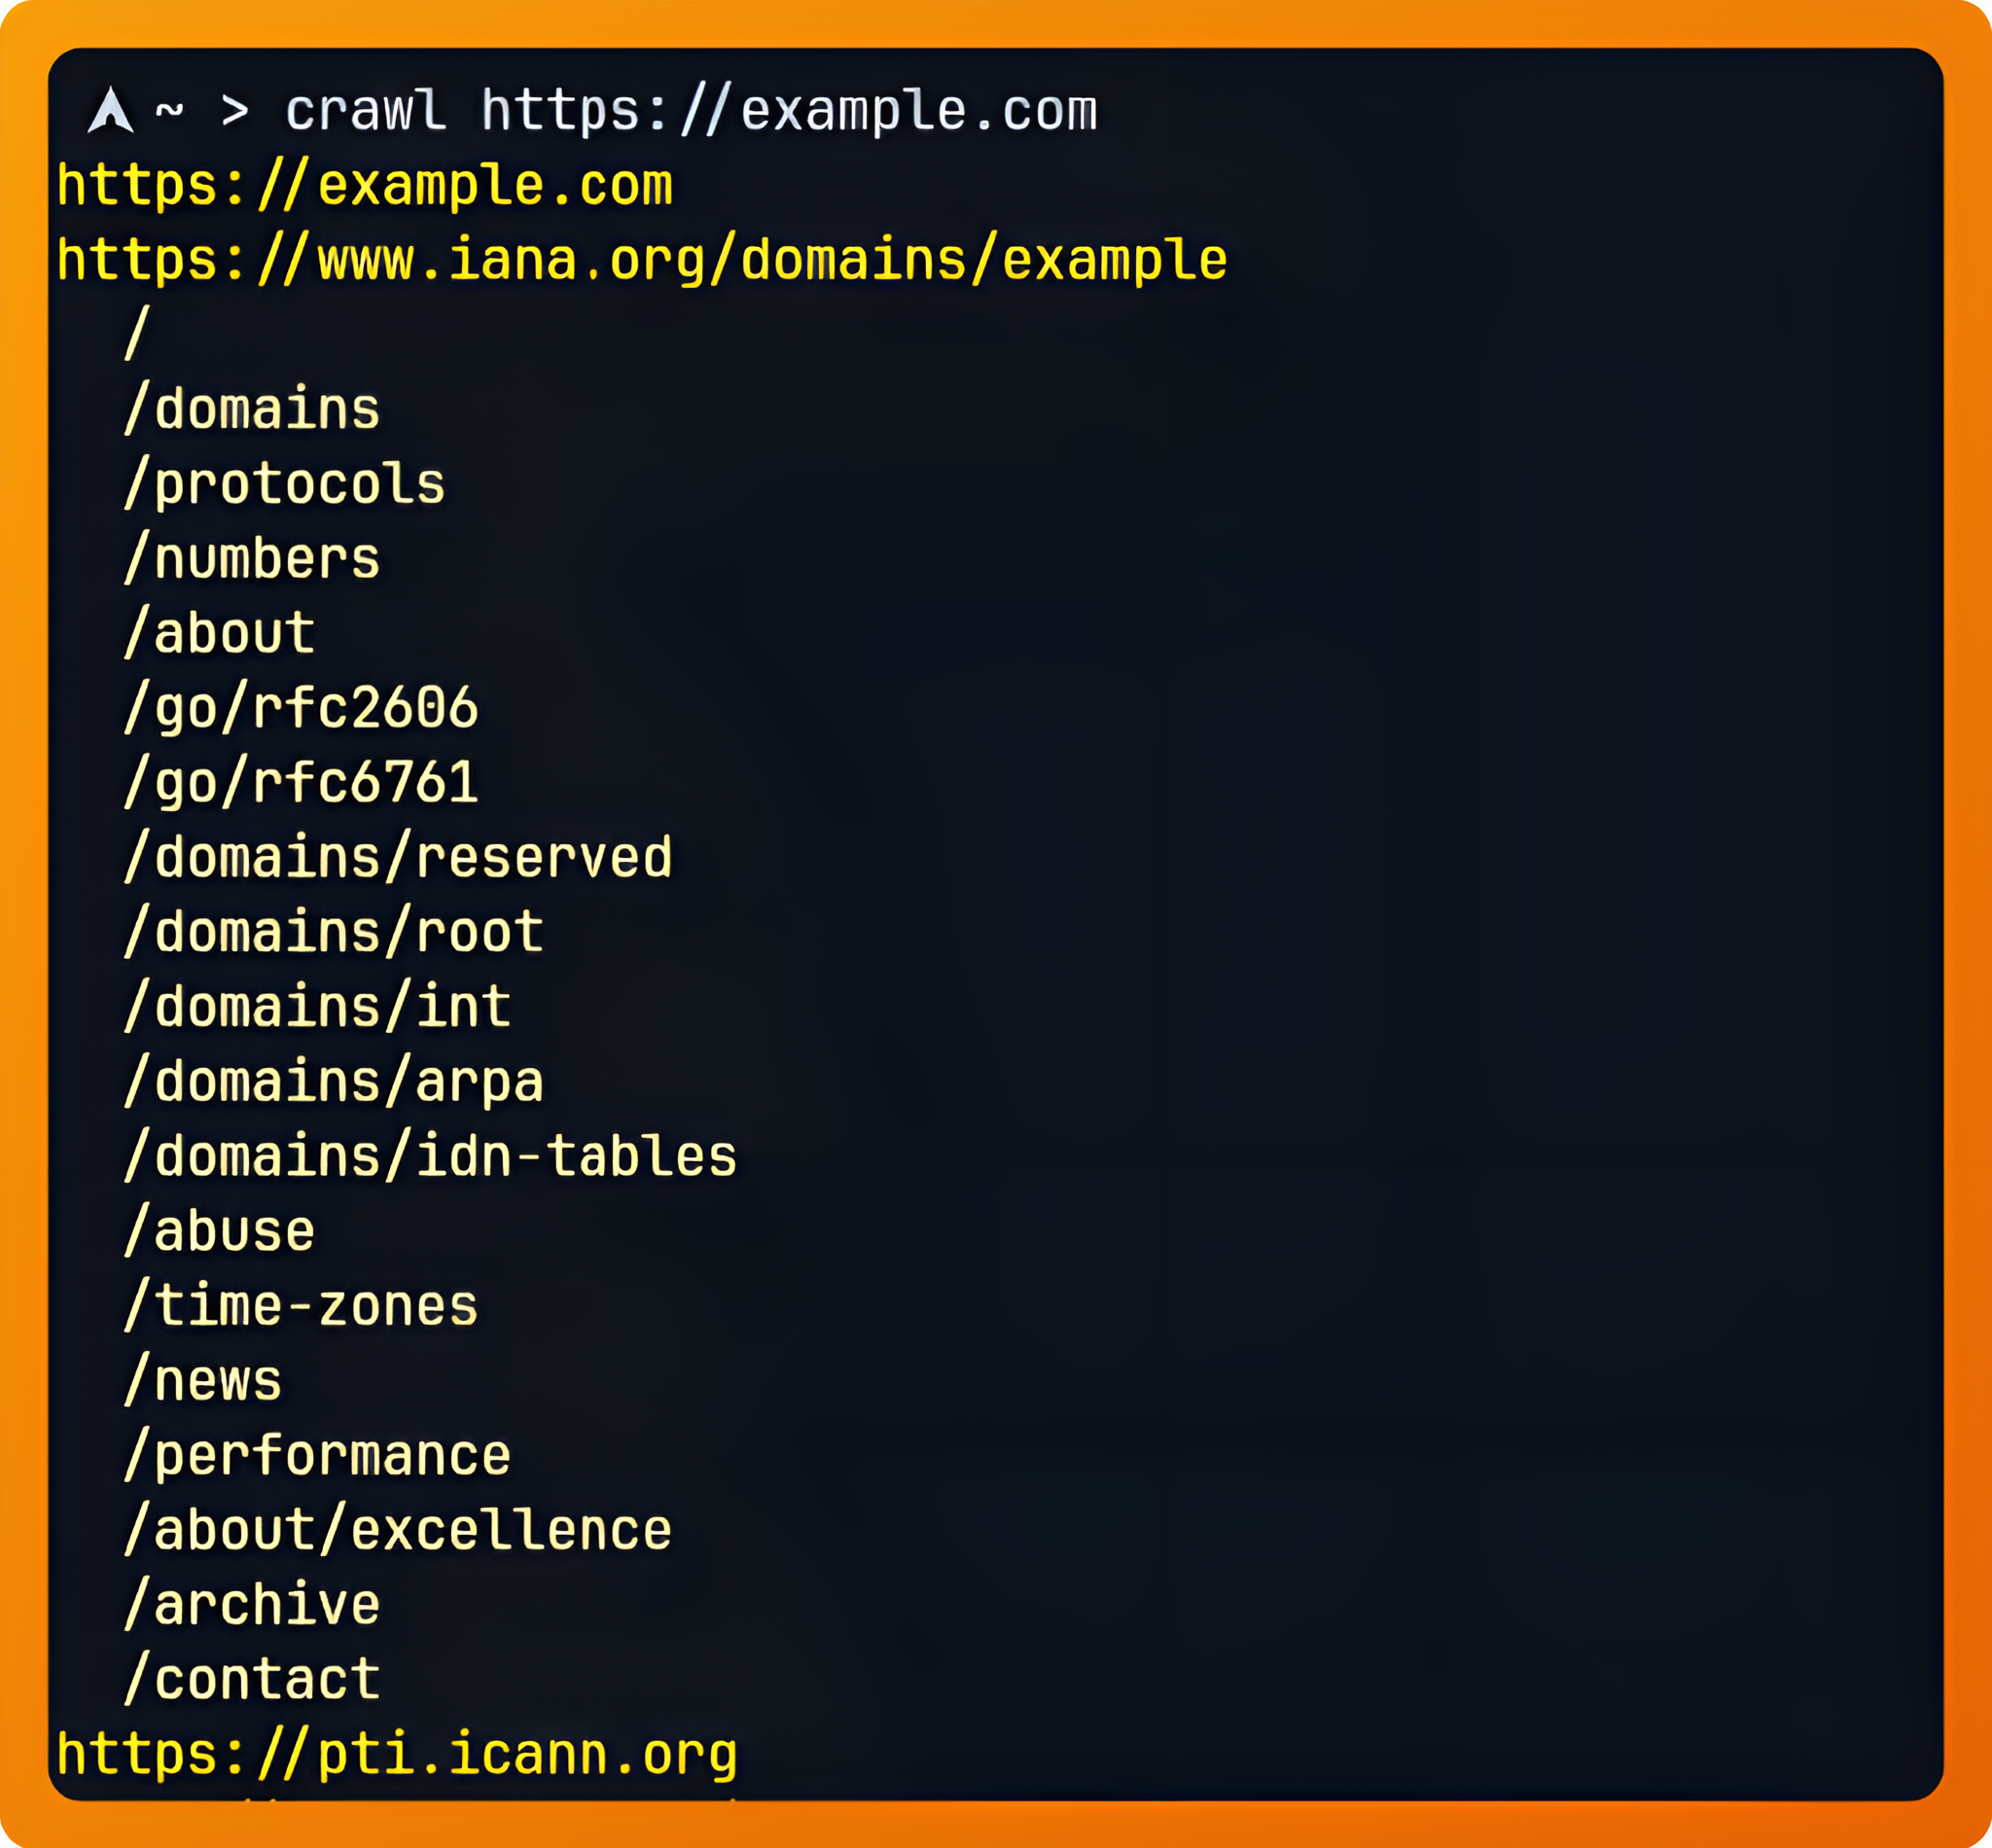 ~ > crawl https://example.com
https://example.com
https://www.iana.org/domains/example
/
/domains
/protocols
/numbers
/about
/go/rfc2606
/go/rfc6761
/domains/reserved
/domains/root
/domains/int
/domains/arpa
/domains/idn-tables
/abuse
/time-zones
/news
/performance
/about/excellence
/archive
/contact
https://pti.icann.org